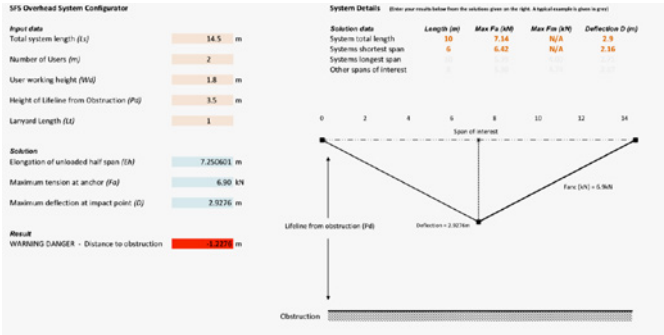 SFS Overhead System Configurator
Input data
Total system length (Ls) 14.5 m
Number of Users (m) 2
User working height (Wd) 1.8 m
Height of Lifeline from Obstruction (Pd) 3.5 m
Lanyard Length (Lt) 1
Solution
Elongation of unloaded half span (Eh) 7.250601 m
Maximum tension at anchor (Fa) 6.90 kN
Maximum deflection at impact point (D) 2.9276 m
Result
WARNING DANGER - Distance to obstruction -1.2276 m
System Details (Enter your results below from the solutions given on the right. A typical example is given in grey)
Solution data Length (m) Max Fa (kN) Max Fm (kN) Deflection D (m)
System total length 10 7.14 N/A 2.9
Systems shortest span 6 6.42 N/A 2.16
Systems longest span
Other spans of interest
0 2 4 6 8 10 12 14
Span of interest
Fanc (kN) = 6.9kN
Lifeline from obstruction (Pd)
Deflection = 2.9276m
Obstruction